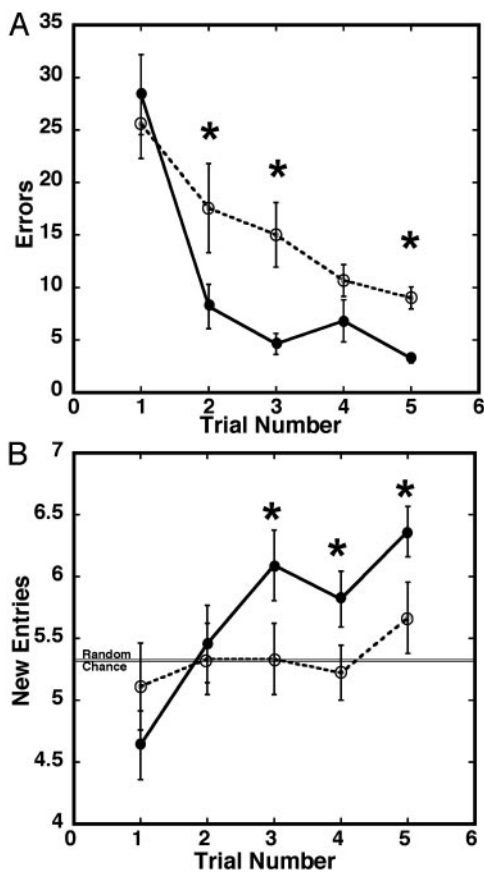 A
35
30
25
20
15
10
5
0
Errors
* * *
0 1 2 3 4 5 6
Trial Number
B
7
6.5
6
5.5
5
4.5
4
New Entries
* * *
Random
Chance
0 1 2 3 4 5 6
Trial Number